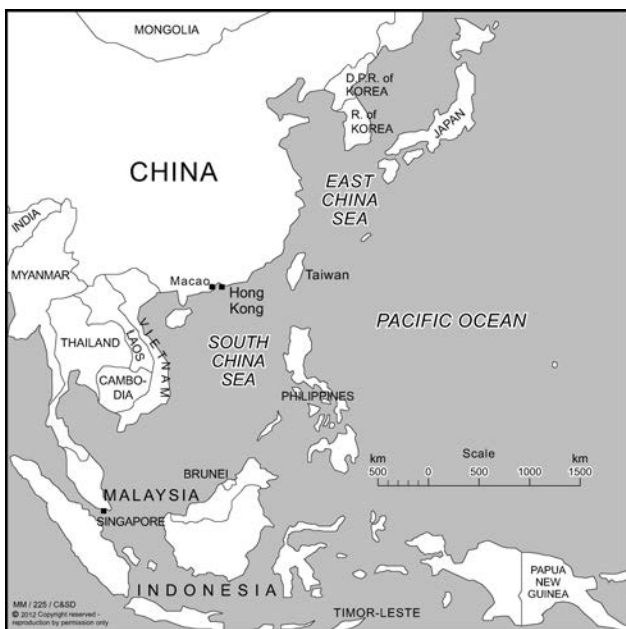 MONGOLIA
D.P.R. of
KOREA
R. of
KOREA
JAPAN
CHINA
EAST
CHINA
SEA
INDIA
MYANMAR
Macao
Hong
Kong
Taiwan
PACIFIC OCEAN
THAILAND
LAOS
VIETNAM
SOUTH
CHINA
SEA
CAMBO-
DIA
PHILIPPINES
Scale
km
km
500
0
500
1000
1500
BRUNEI
MALAYSIA
SINGAPORE
INDONESIA
PAPUA
NEW
GUINEA
TIMOR-LESTE
MM / 225 / C&SD
© 2012 Copyright reserved -
reproduction by permission only